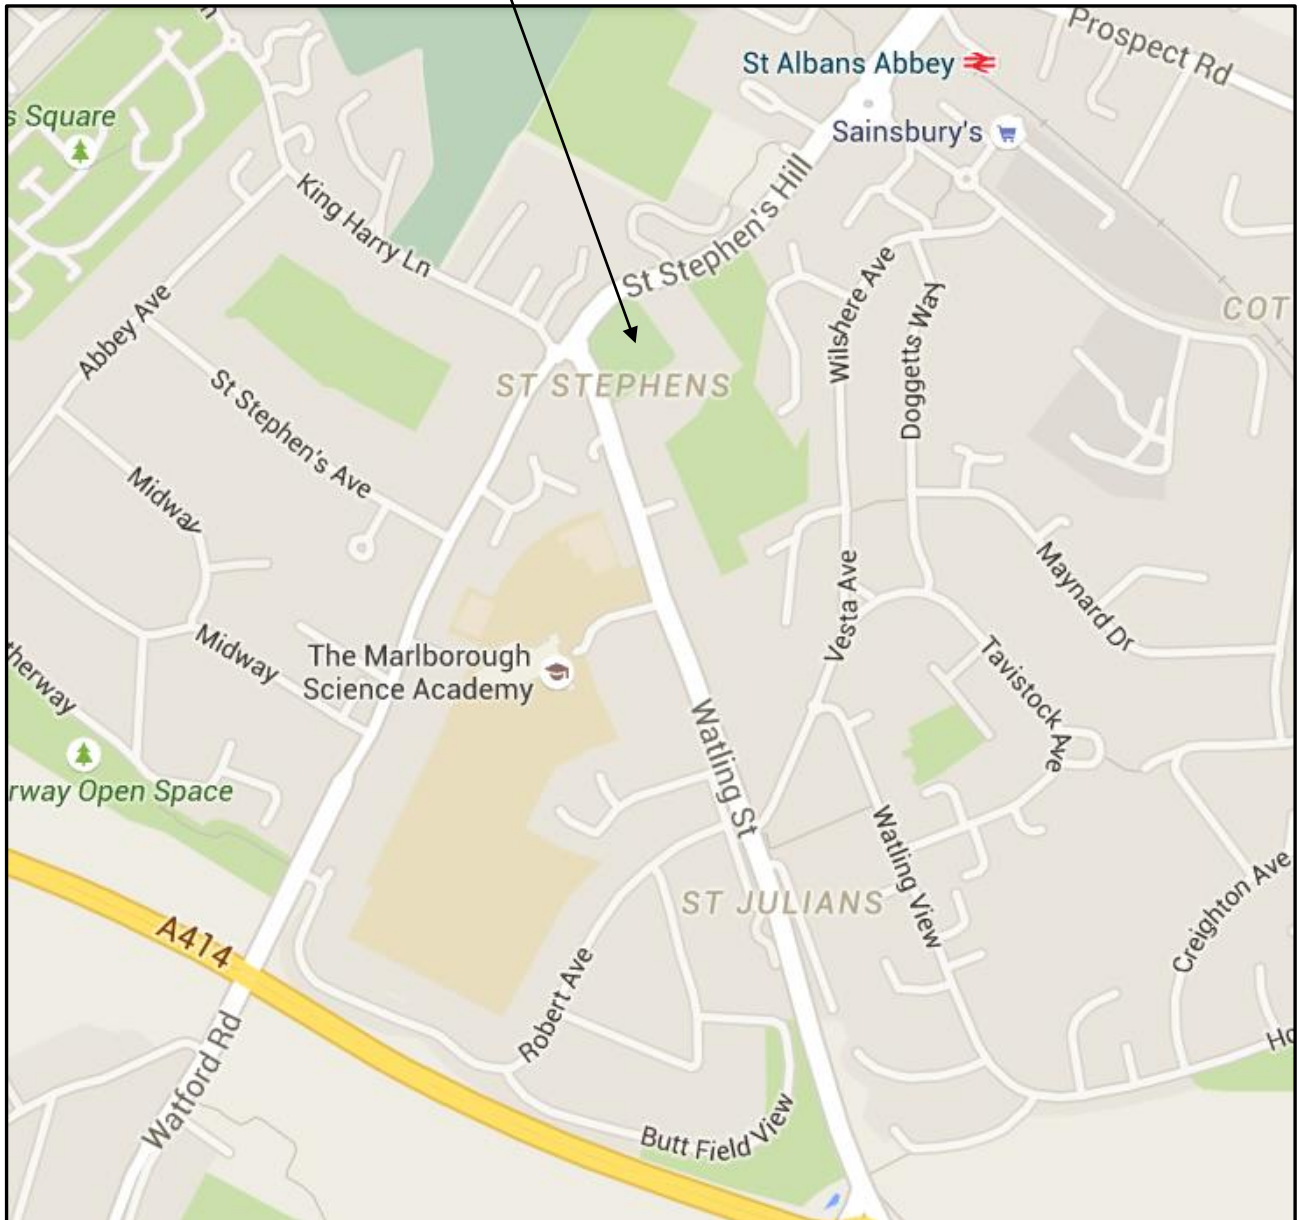 Prospect Rd
St Albans Abbey
s Square
Sainsbury's
King Harry Ln
St Stephen's Hill
Abbey Ave
Wilshere Ave
Doggetts Way
COT
ST STEPHENS
St Stephen's Ave
Midway
Maynard Dr
Vesta Ave
Midway
The Marlborough
Science Academy
Tavistock Ave
therway
Watling St
rway Open Space
Watling View
ST JULIANS
Creighton Ave
A414
Robert Ave
Watford Rd
Ho
Butt Field View